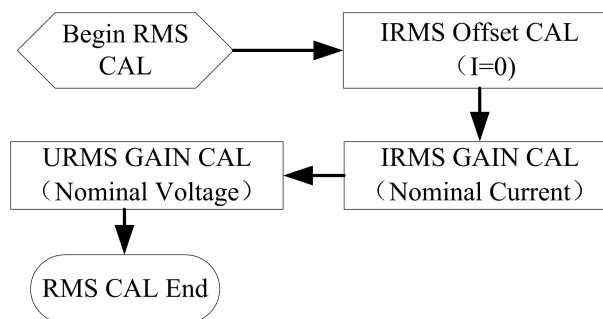 Begin RMS
CAL
IRMS Offset CAL
（I=0)
IRMS GAIN CAL
（Nominal Current）
URMS GAIN CAL
（Nominal Voltage）
RMS CAL End